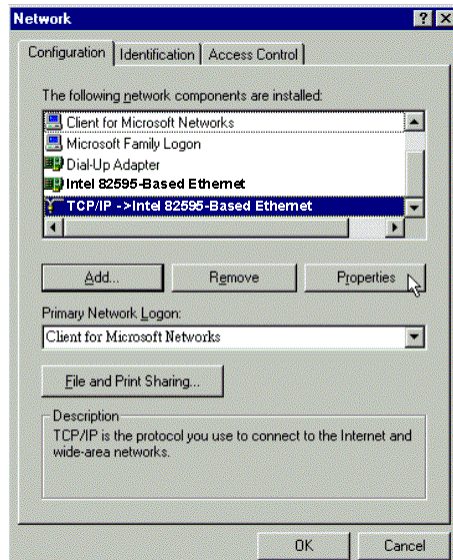 Network
Configuration Identification Access Control
The following network components are installed:
Client for Microsoft Networks
Microsoft Family Logon
Dial-Up Adapter
Intel 82595-Based Ethernet
TCP/IP ->Intel 82595-Based Ethernet
Add... Remove Properties
Primary Network Logon:
Client for Microsoft Networks
File and Print Sharing...
Description
TCP/IP is the protocol you use to connect to the Internet and
wide-area networks.
OK Cancel